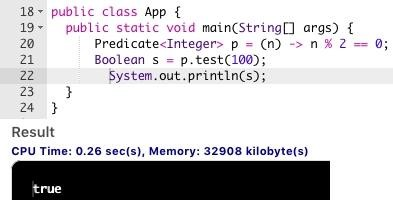 18 public class App {
19 public static void main(String[] args) {
20 Predicate<Integer> p = (n) -> n % 2 == 0;
21 Boolean s = p.test(100);
22 System.out.println(s);
23 }
24 }
Result
CPU Time: 0.26 sec(s), Memory: 32908 kilobyte(s)
true